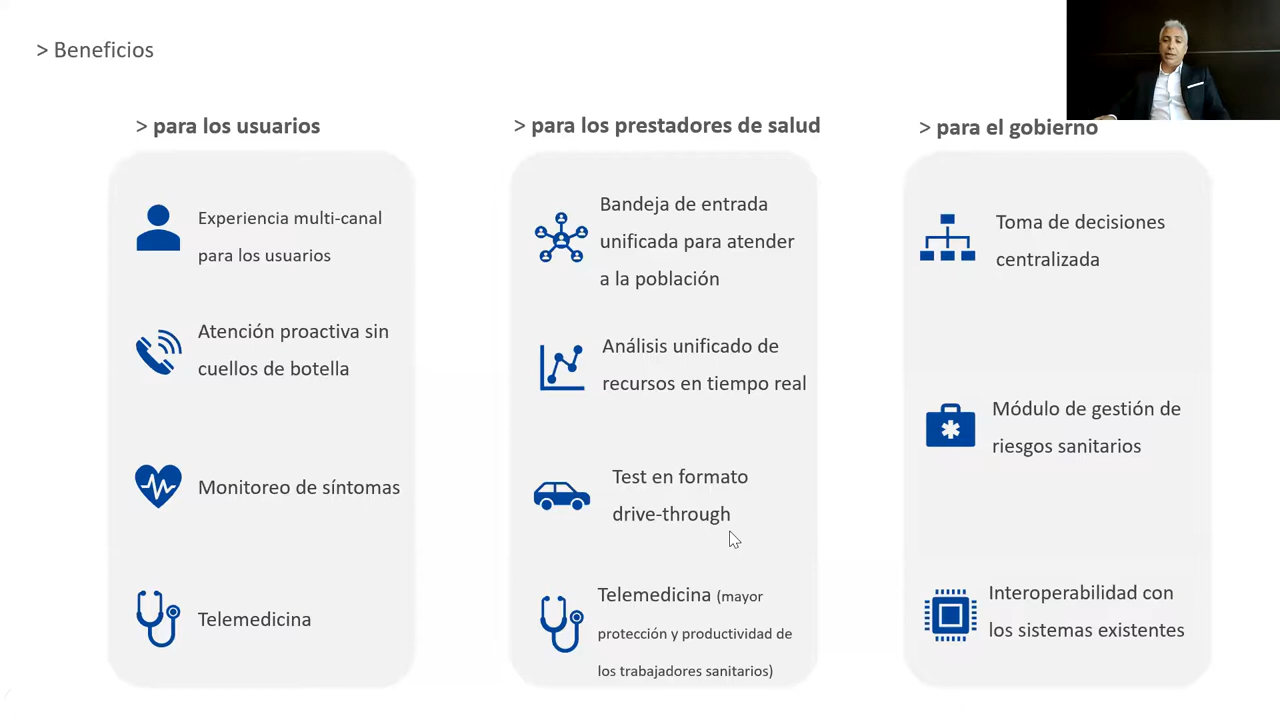 > Beneficios
> para los usuarios
Experiencia multi-canal
para los usuarios
Atención proactiva sin
cuellos de botella
Monitoreo de síntomas
Telemedicina
> para los prestadores de salud
Bandeja de entrada
unificada para atender
a la población
Análisis unificado de
recursos en tiempo real
Test en formato
drive-through
Telemedicina (mayor
protección y productividad de
los trabajadores sanitarios)
> para el gobierno
Toma de decisiones
centralizada
Módulo de gestión de
riesgos sanitarios
Interoperabilidad con
los sistemas existentes